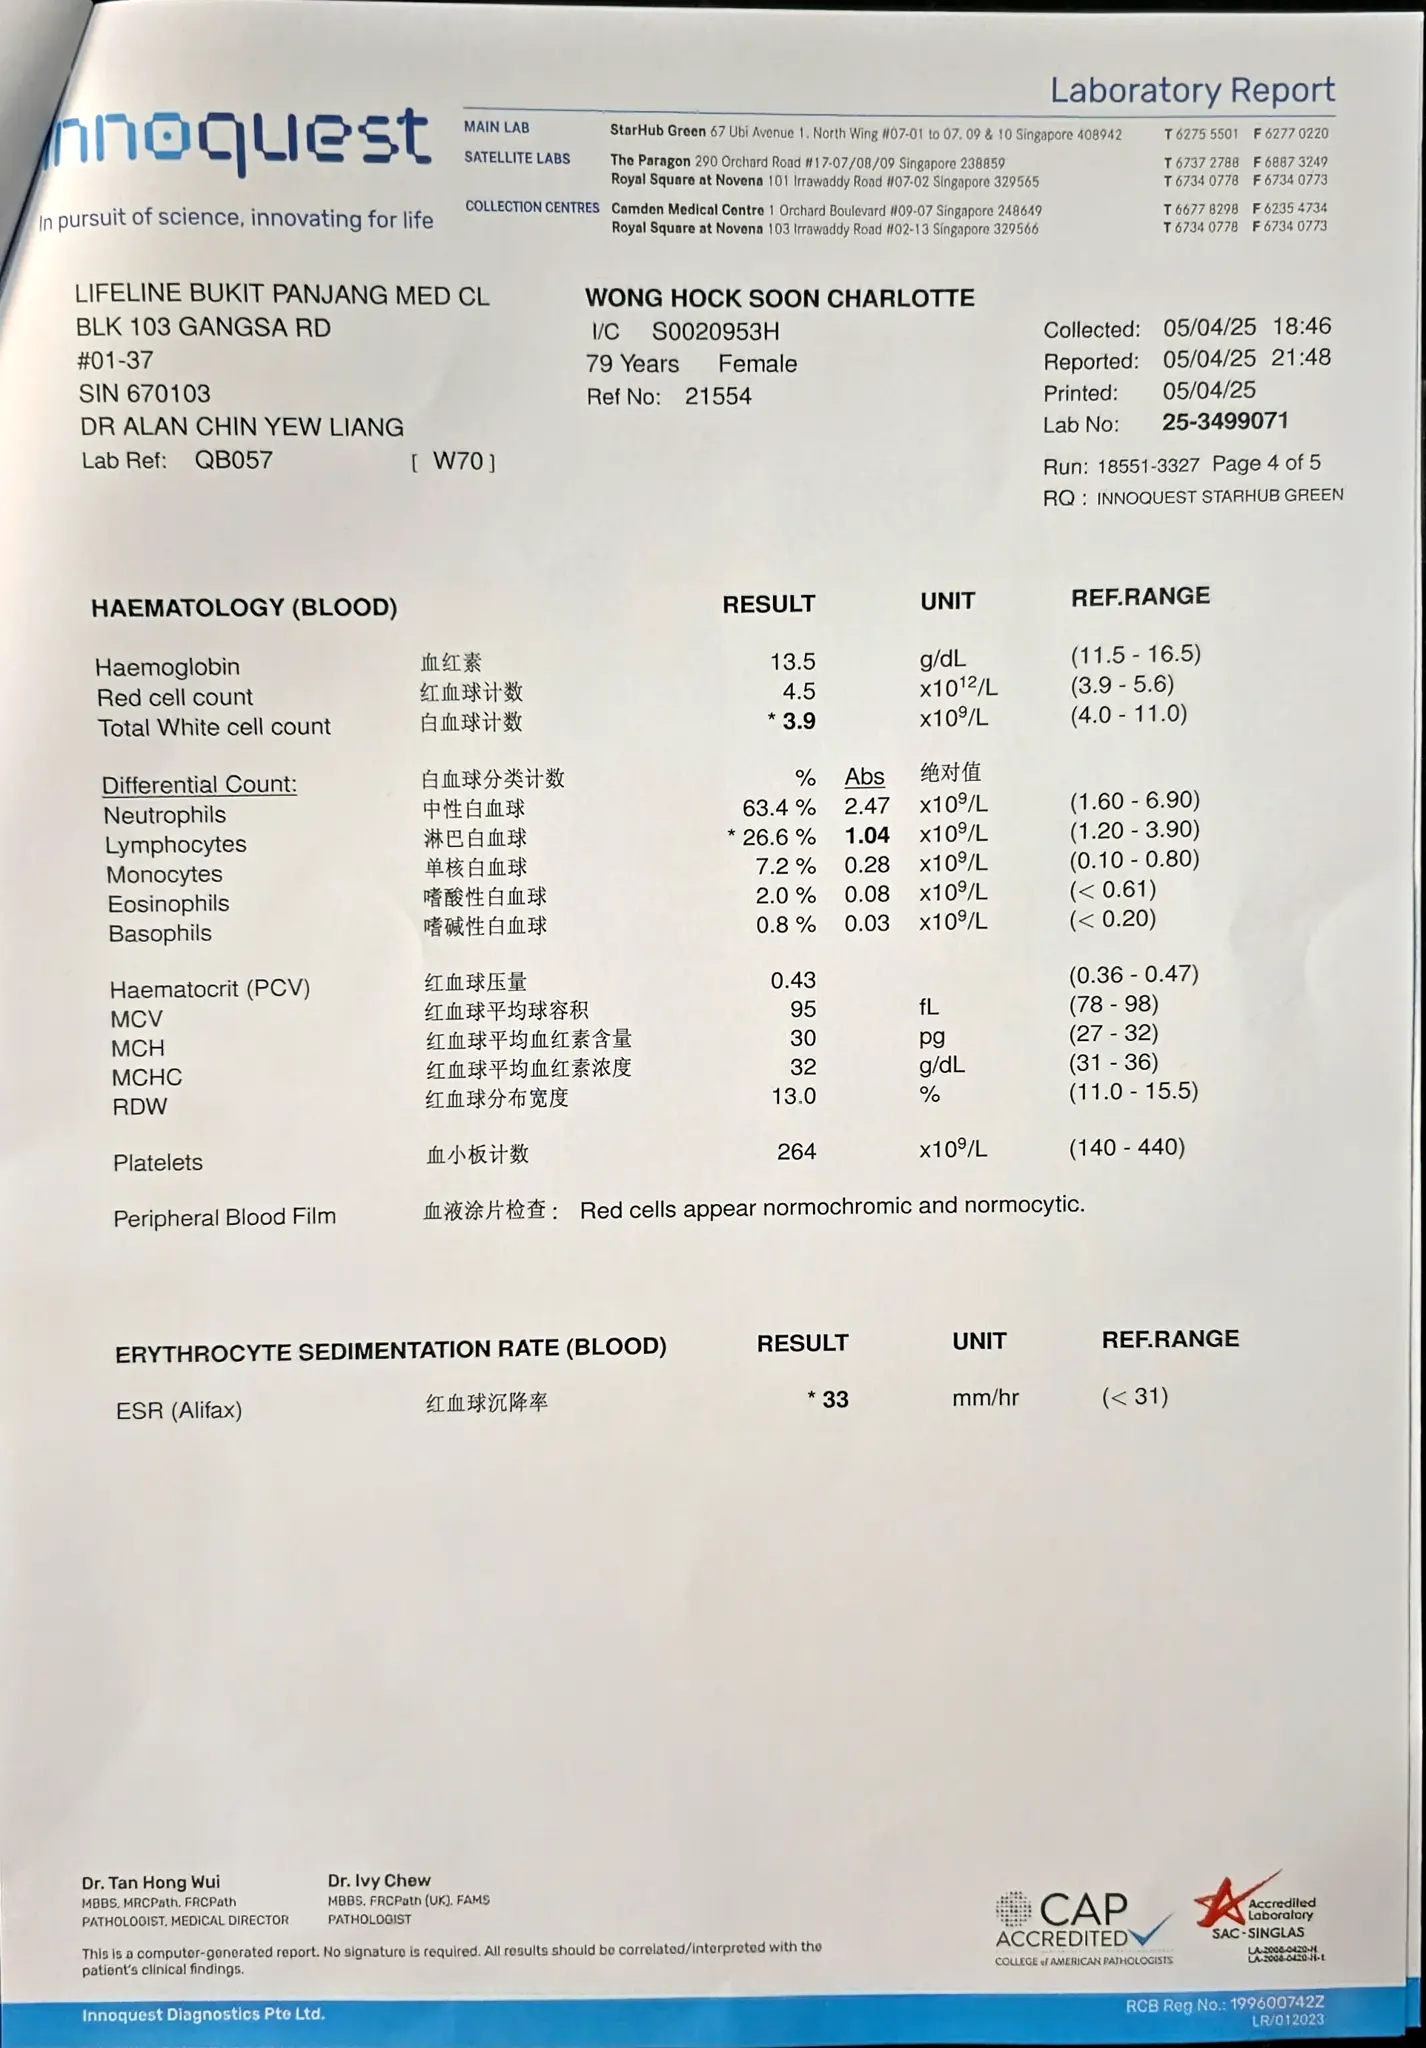 Laboratory Report
innoquest
In pursuit of science, innovating for life
MAIN LAB StarHub Green 67 Ubi Avenue 1, North Wing #07-01 to 07, 09 & 10 Singapore 408942 T 6275 5501 F 6277 0220
SATELLITE LABS The Paragon 290 Orchard Road #17-07/08/09 Singapore 238859 T 6737 2788 F 6887 3249
Royal Square at Novena 101 Irrawaddy Road #07-02 Singapore 329565 T 6734 0778 F 6734 0773
COLLECTION CENTRES Camden Medical Centre 1 Orchard Boulevard #09-07 Singapore 248649 T 6677 8298 F 6235 4734
Royal Square at Novena 103 Irrawaddy Road #02-13 Singapore 329566 T 6734 0778 F 6734 0773
LIFELINE BUKIT PANJANG MED CL
BLK 103 GANGSA RD
#01-37
SIN 670103
DR ALAN CHIN YEW LIANG
Lab Ref: QB057 [ W70 ]
WONG HOCK SOON CHARLOTTE
I/C S0020953H
79 Years Female
Ref No: 21554
Collected: 05/04/25 18:46
Reported: 05/04/25 21:48
Printed: 05/04/25
Lab No: 25-3499071
Run: 18551-3327 Page 4 of 5
RQ : INNOQUEST STARHUB GREEN
HAEMATOLOGY (BLOOD) RESULT UNIT REF.RANGE
Haemoglobin 血红素 13.5 g/dL (11.5 - 16.5)
Red cell count 红血球计数 4.5 x10¹²/L (3.9 - 5.6)
Total White cell count 白血球计数 * 3.9 x10⁹/L (4.0 - 11.0)
Differential Count: 白血球分类计数 % Abs 绝对值
Neutrophils 中性白血球 63.4 % 2.47 x10⁹/L (1.60 - 6.90)
Lymphocytes 淋巴白血球 * 26.6 % 1.04 x10⁹/L (1.20 - 3.90)
Monocytes 单核白血球 7.2 % 0.28 x10⁹/L (0.10 - 0.80)
Eosinophils 嗜酸性白血球 2.0 % 0.08 x10⁹/L (< 0.61)
Basophils 嗜碱性白血球 0.8 % 0.03 x10⁹/L (< 0.20)
Haematocrit (PCV) 红血球压量 0.43 (0.36 - 0.47)
MCV 红血球平均球容积 95 fL (78 - 98)
MCH 红血球平均血红素含量 30 pg (27 - 32)
MCHC 红血球平均血红素浓度 32 g/dL (31 - 36)
RDW 红血球分布宽度 13.0 % (11.0 - 15.5)
Platelets 血小板计数 264 x10⁹/L (140 - 440)
Peripheral Blood Film 血液涂片检查： Red cells appear normochromic and normocytic.
ERYTHROCYTE SEDIMENTATION RATE (BLOOD) RESULT UNIT REF.RANGE
ESR (Alifax) 红血球沉降率 * 33 mm/hr (< 31)
Dr. Tan Hong Wui
MBBS, MRCPath, FRCPath
PATHOLOGIST, MEDICAL DIRECTOR
Dr. Ivy Chew
MBBS, FRCPath (UK), FAMS
PATHOLOGIST
This is a computer-generated report. No signature is required. All results should be correlated/interpreted with the
patient's clinical findings.
CAP
ACCREDITED
COLLEGE of AMERICAN PATHOLOGISTS
Accredited
Laboratory
SAC-SINGLAS
LA-2006-0420-H
LA-2006-0420-H-1
Innoquest Diagnostics Pte Ltd.
RCB Reg No.: 199600742Z
LR/012023